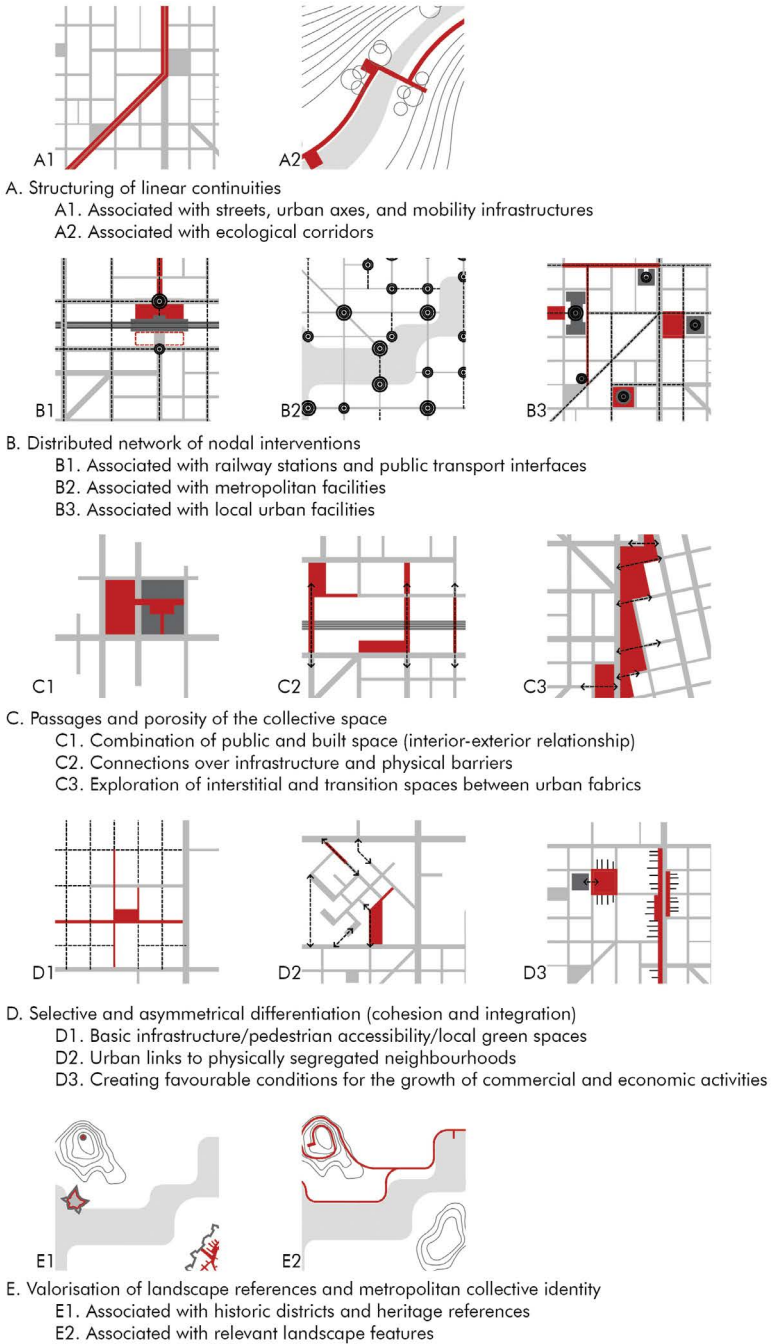 A1
A2
A. Structuring of linear continuities
A1. Associated with streets, urban axes, and mobility infrastructures
A2. Associated with ecological corridors
B1
B2
B3
B. Distributed network of nodal interventions
B1. Associated with railway stations and public transport interfaces
B2. Associated with metropolitan facilities
B3. Associated with local urban facilities
C1
C2
C3
C. Passages and porosity of the collective space
C1. Combination of public and built space (interior-exterior relationship)
C2. Connections over infrastructure and physical barriers
C3. Exploration of interstitial and transition spaces between urban fabrics
D1
D2
D3
D. Selective and asymmetrical differentiation (cohesion and integration)
D1. Basic infrastructure/pedestrian accessibility/local green spaces
D2. Urban links to physically segregated neighbourhoods
D3. Creating favourable conditions for the growth of commercial and economic activities
E1
E2
E. Valorisation of landscape references and metropolitan collective identity
E1. Associated with historic districts and heritage references
E2. Associated with relevant landscape features